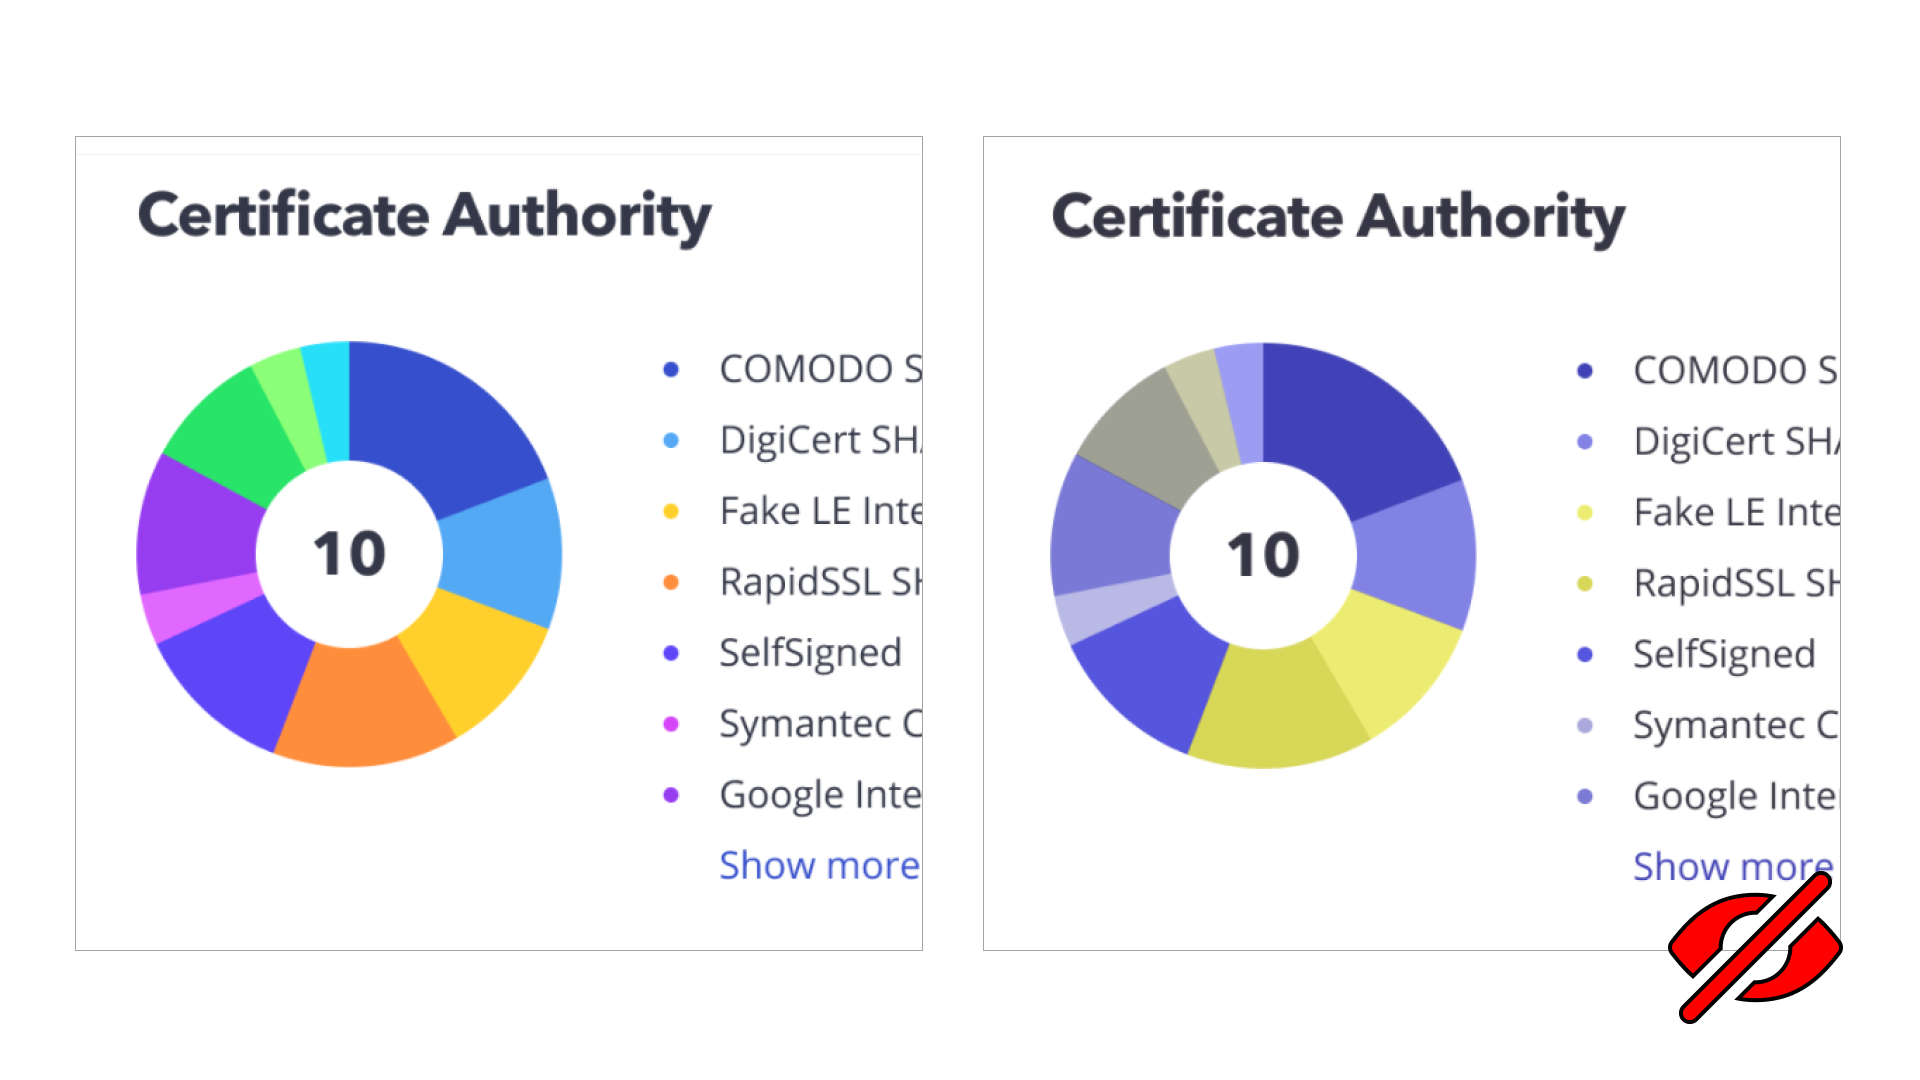 Certificate Authority
10
COMODO S
DigiCert SH
Fake LE Inte
RapidSSL S
SelfSigned
Symantec C
Google Inte
Show more
Certificate Authority
10
COMODO S
DigiCert SH
Fake LE Inte
RapidSSL SH
SelfSigned
Symantec C
Google Inte
Show more